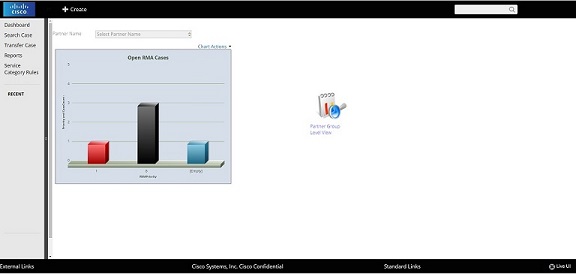 CISCO
Create
Dashboard
Search Case
Transfer Case
Reports
Service
Category Rules
RECENT
Partner Name
Select Partner Name
Chart Actions
Open RMA Cases
5
4
3
2
1
0
1
6
Partner Group
Level View
External Links
Cisco Systems, Inc. Cisco Confidential
Standard Links
Live UI